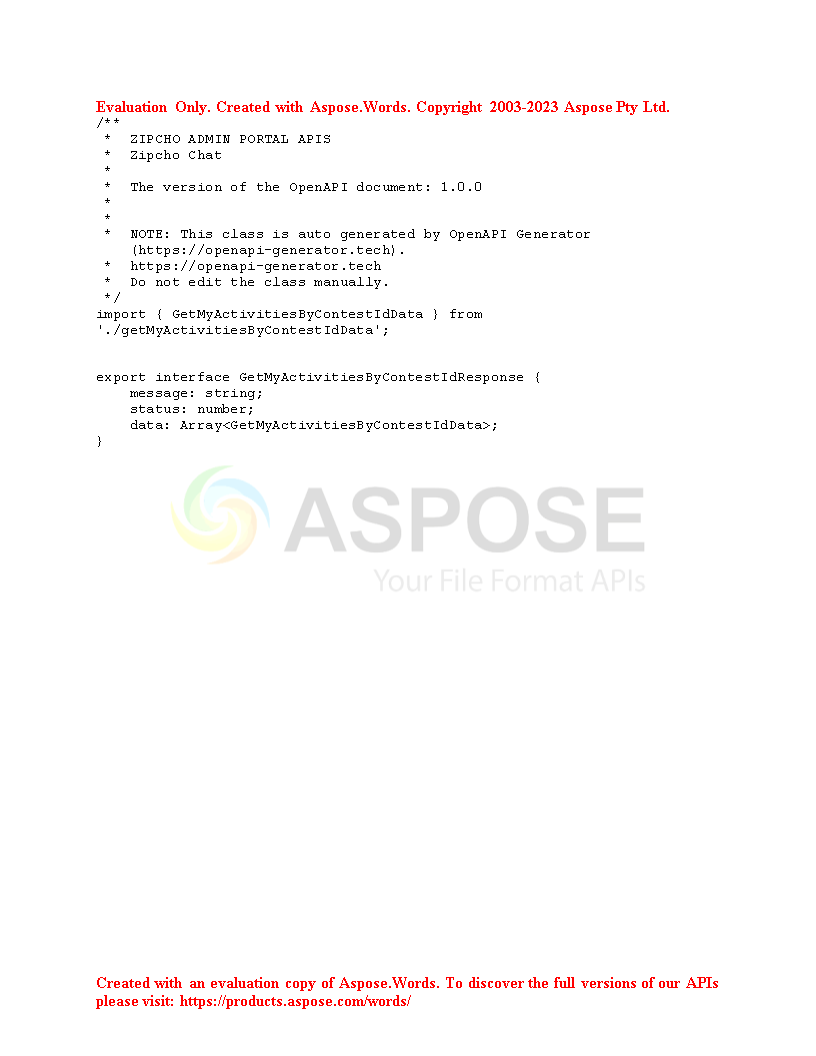 Evaluation Only. Created with Aspose.Words. Copyright 2003-2023 Aspose Pty Ltd.
/**
 *  ZIPCHO ADMIN PORTAL APIS
 *  Zipcho Chat
 *
 *  The version of the OpenAPI document: 1.0.0
 *
 *
 *  NOTE: This class is auto generated by OpenAPI Generator
    (https://openapi-generator.tech).
 *  https://openapi-generator.tech
 *  Do not edit the class manually.
 */
import { GetMyActivitiesByContestIdData } from
'./getMyActivitiesByContestIdData';
export interface GetMyActivitiesByContestIdResponse {
    message: string;
    status: number;
    data: Array<GetMyActivitiesByContestIdData>;
}
ASPOSE
Your File Format APIs
Created with an evaluation copy of Aspose.Words. To discover the full versions of our APIs
please visit: https://products.aspose.com/words/